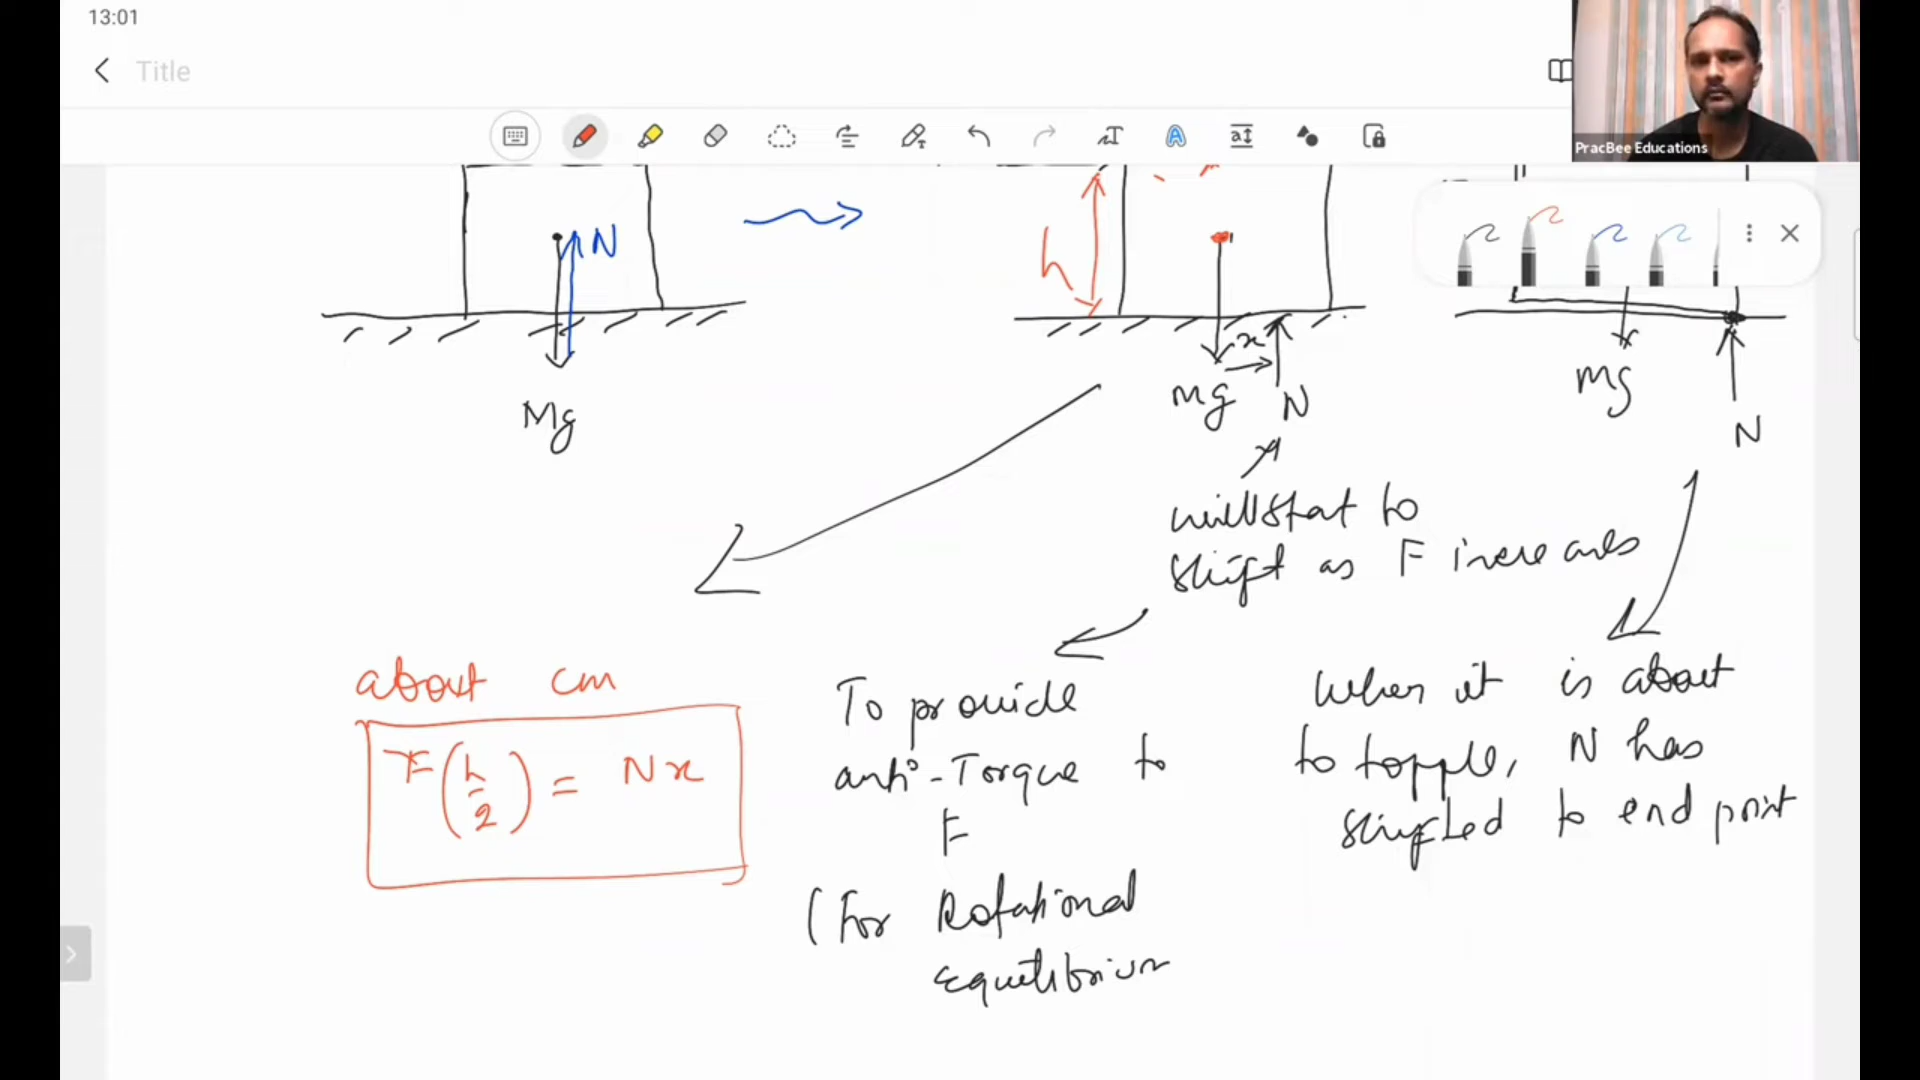 13:01
Title
PracBee Educations
h
N
x
Mg
mg
N
mg
N
will start to
shift as F increases
about cm
F(h/2) = Nx
To provide
anti-Torque to
F
(For Rotational
Equilibrium
When it is about
to topple, N has
shifted to end point